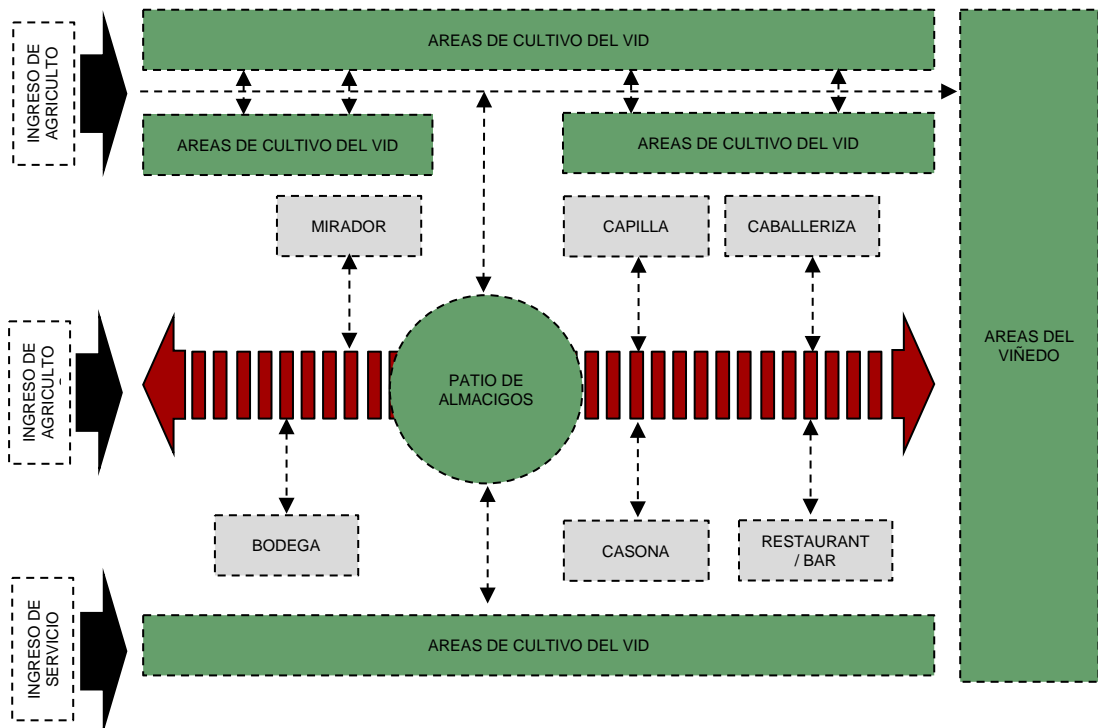 INGRESO DE
AGRICULTO
AREAS DE CULTIVO DEL VID
AREAS DE CULTIVO DEL VID
AREAS DE CULTIVO DEL VID
MIRADOR
CAPILLA
CABALLERIZA
INGRESO DE
AGRICULTO
PATIO DE
ALMACIGOS
AREAS DEL
VIÑEDO
BODEGA
CASONA
RESTAURANT
/ BAR
INGRESO DE
SERVICIO
AREAS DE CULTIVO DEL VID